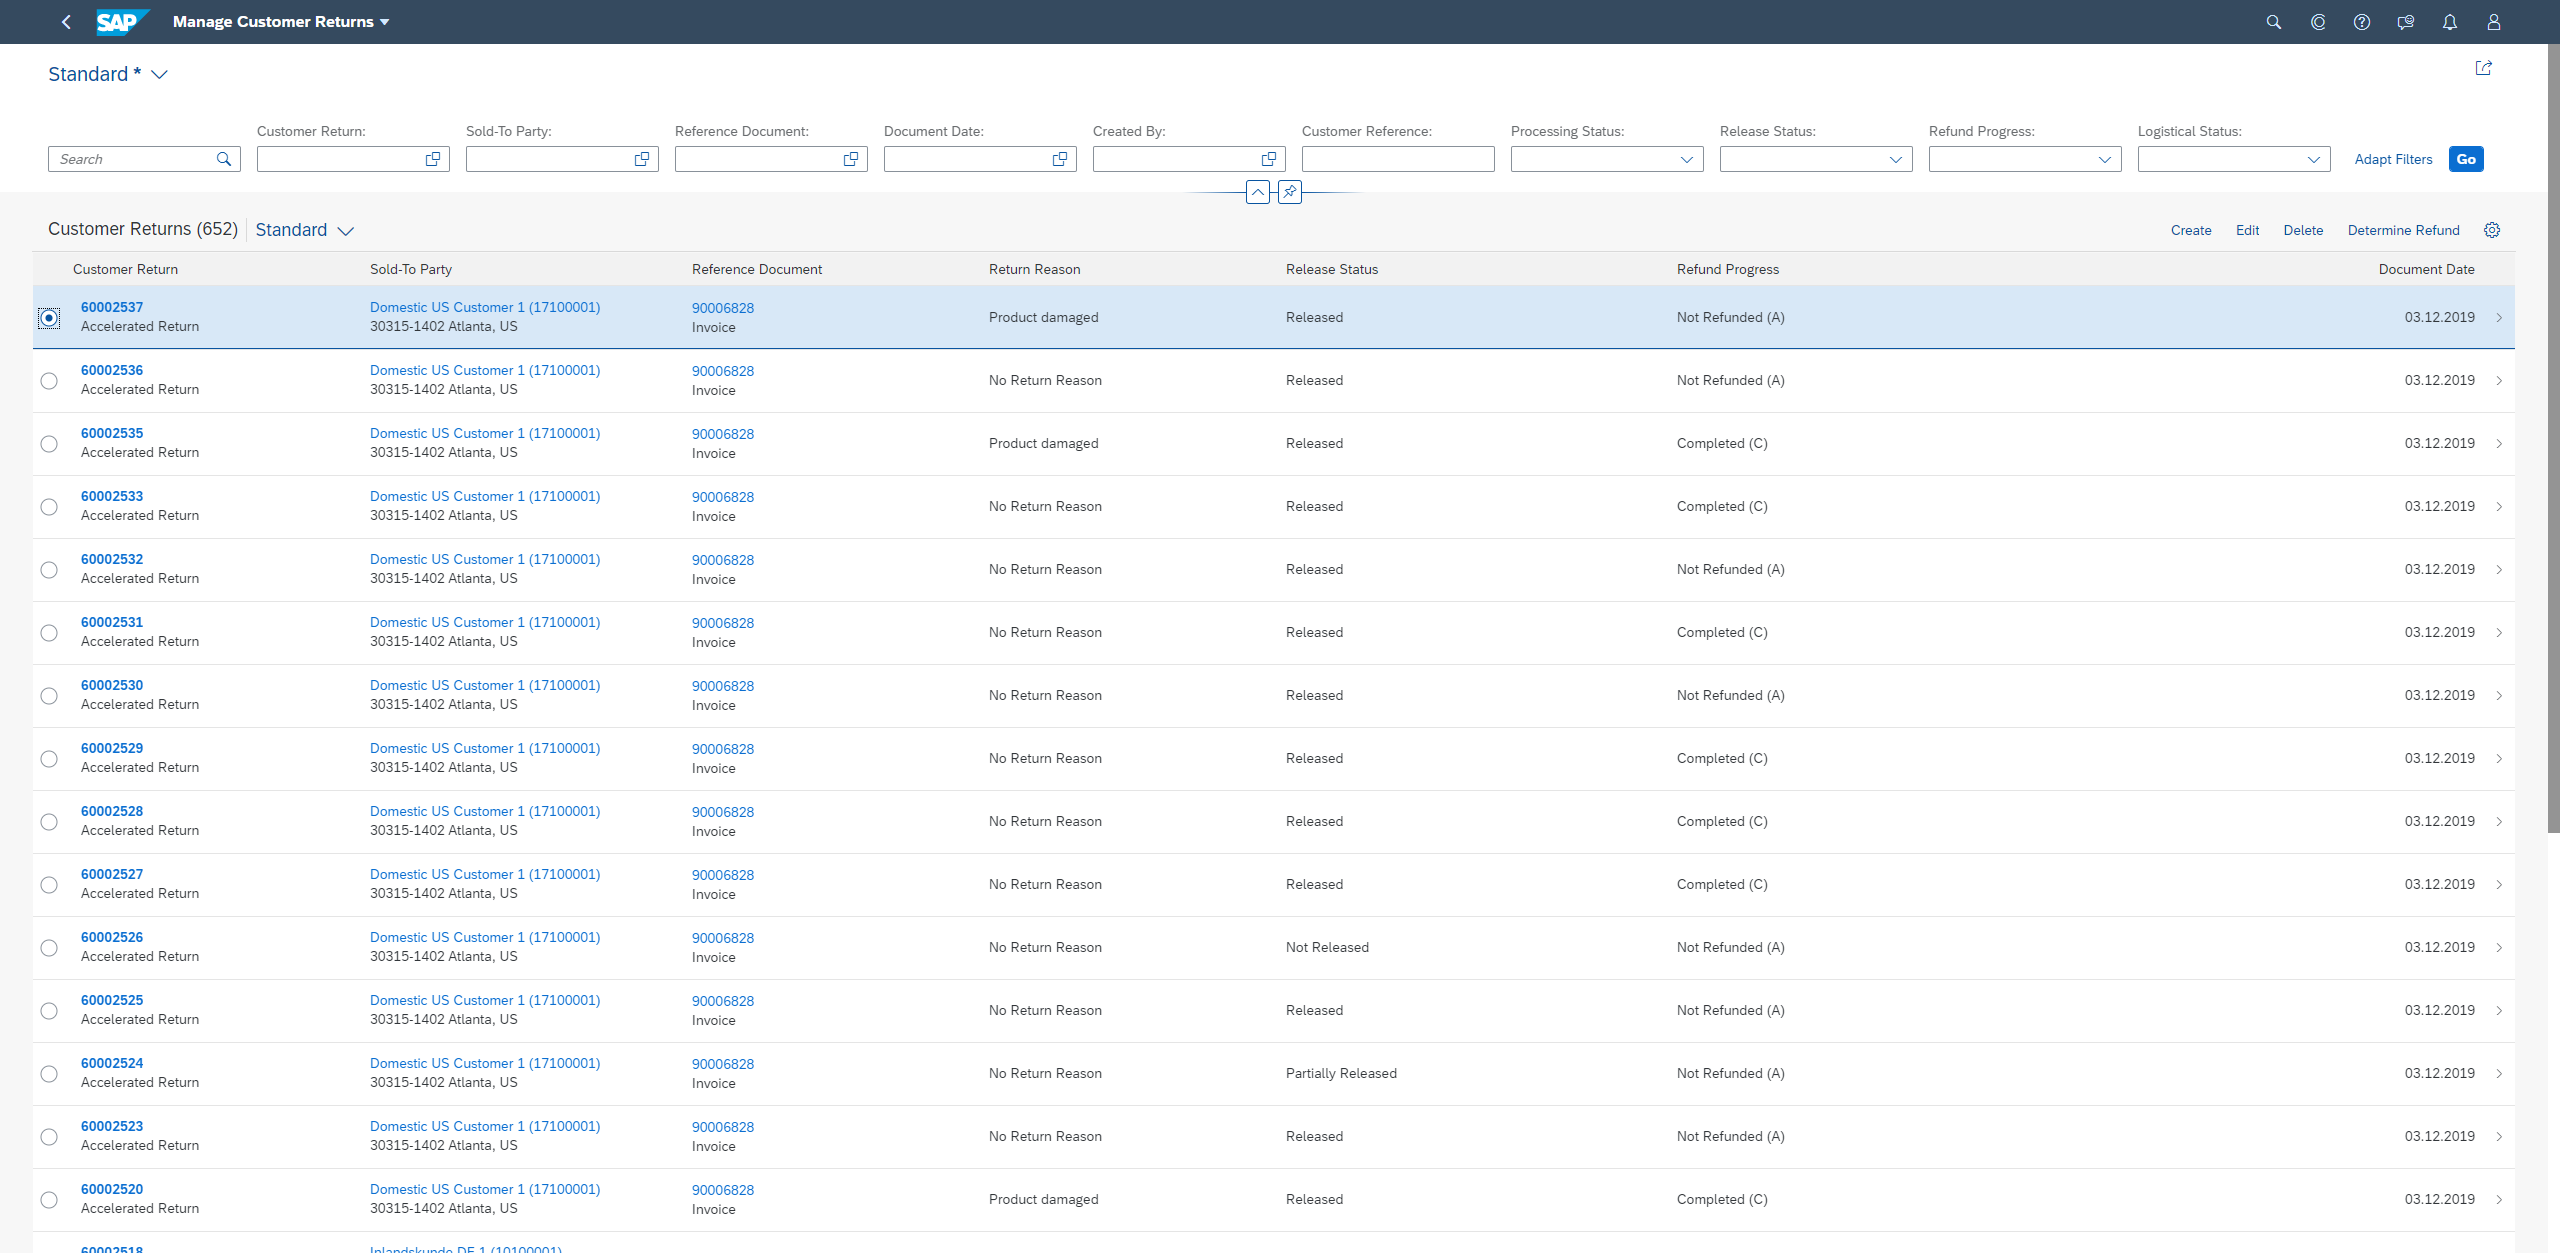 SAP Manage Customer Returns
Standard *
Customer Return: Sold-To Party: Reference Document: Document Date: Created By: Customer Reference: Processing Status: Release Status: Refund Progress: Logistical Status:
Search Adapt Filters Go
Customer Returns (652) Standard Create Edit Delete Determine Refund
Customer Return Sold-To Party Reference Document Return Reason Release Status Refund Progress Document Date
60002537 Domestic US Customer 1 (17100001) 90006828
Product damaged Released Not Refunded (A) 03.12.2019
Accelerated Return 30315-1402 Atlanta, US Invoice
60002536 Domestic US Customer 1 (17100001) 90006828
No Return Reason Released Not Refunded (A) 03.12.2019
Accelerated Return 30315-1402 Atlanta, US Invoice
60002535 Domestic US Customer 1 (17100001) 90006828
Product damaged Released Completed (C) 03.12.2019
Accelerated Return 30315-1402 Atlanta, US Invoice
60002533 Domestic US Customer 1 (17100001) 90006828
No Return Reason Released Completed (C) 03.12.2019
Accelerated Return 30315-1402 Atlanta, US Invoice
60002532 Domestic US Customer 1 (17100001) 90006828
No Return Reason Released Not Refunded (A) 03.12.2019
Accelerated Return 30315-1402 Atlanta, US Invoice
60002531 Domestic US Customer 1 (17100001) 90006828
No Return Reason Released Completed (C) 03.12.2019
Accelerated Return 30315-1402 Atlanta, US Invoice
60002530 Domestic US Customer 1 (17100001) 90006828
No Return Reason Released Not Refunded (A) 03.12.2019
Accelerated Return 30315-1402 Atlanta, US Invoice
60002529 Domestic US Customer 1 (17100001) 90006828
No Return Reason Released Completed (C) 03.12.2019
Accelerated Return 30315-1402 Atlanta, US Invoice
60002528 Domestic US Customer 1 (17100001) 90006828
No Return Reason Released Completed (C) 03.12.2019
Accelerated Return 30315-1402 Atlanta, US Invoice
60002527 Domestic US Customer 1 (17100001) 90006828
No Return Reason Released Completed (C) 03.12.2019
Accelerated Return 30315-1402 Atlanta, US Invoice
60002526 Domestic US Customer 1 (17100001) 90006828
No Return Reason Not Released Not Refunded (A) 03.12.2019
Accelerated Return 30315-1402 Atlanta, US Invoice
60002525 Domestic US Customer 1 (17100001) 90006828
No Return Reason Released Not Refunded (A) 03.12.2019
Accelerated Return 30315-1402 Atlanta, US Invoice
60002524 Domestic US Customer 1 (17100001) 90006828
No Return Reason Partially Released Not Refunded (A) 03.12.2019
Accelerated Return 30315-1402 Atlanta, US Invoice
60002523 Domestic US Customer 1 (17100001) 90006828
No Return Reason Released Not Refunded (A) 03.12.2019
Accelerated Return 30315-1402 Atlanta, US Invoice
60002520 Domestic US Customer 1 (17100001) 90006828
Product damaged Released Completed (C) 03.12.2019
Accelerated Return 30315-1402 Atlanta, US Invoice
60002518 Inlandskunde DE 1 (10100001)